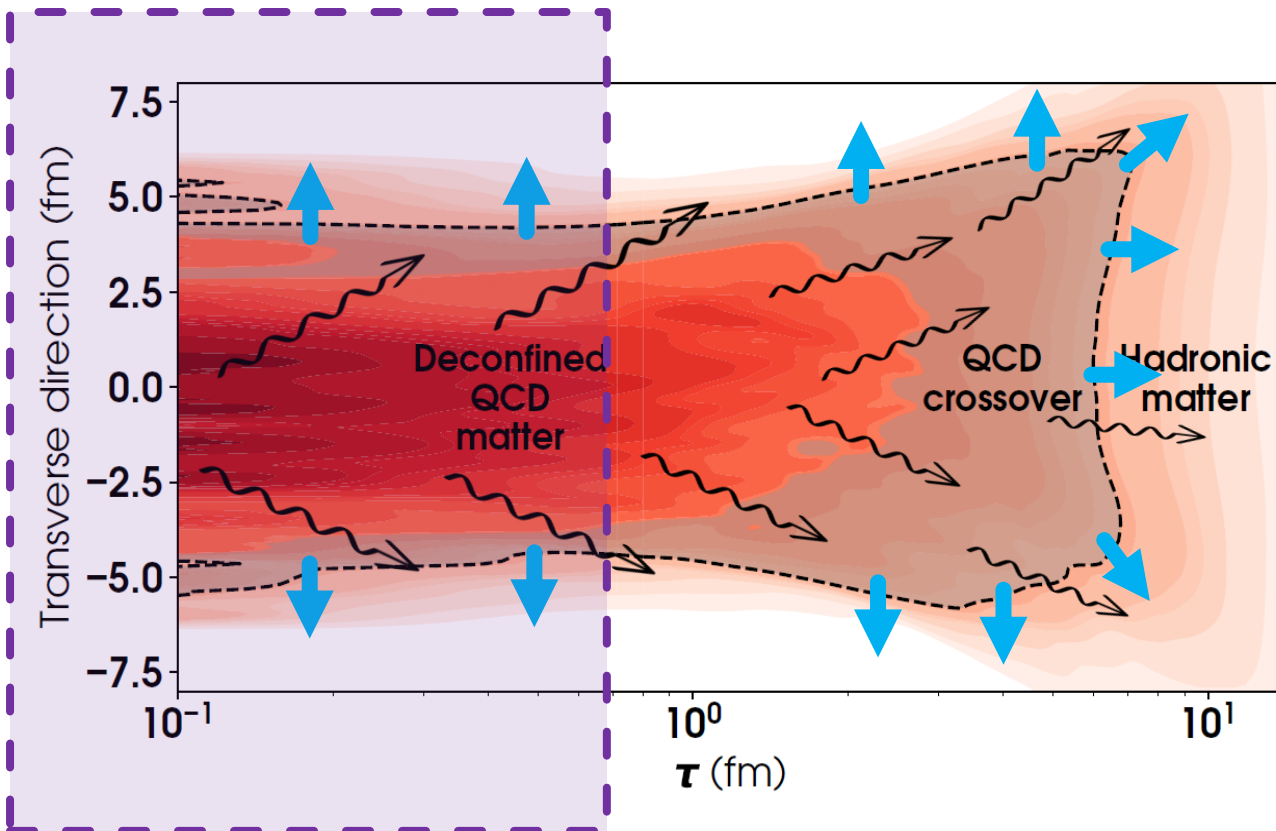 7.5
5.0
2.5
0.0
−2.5
−5.0
−7.5
Transverse direction (fm)
Deconfined
QCD
matter
QCD
crossover
Hadronic
matter
10⁻¹
10⁰
10¹
τ (fm)